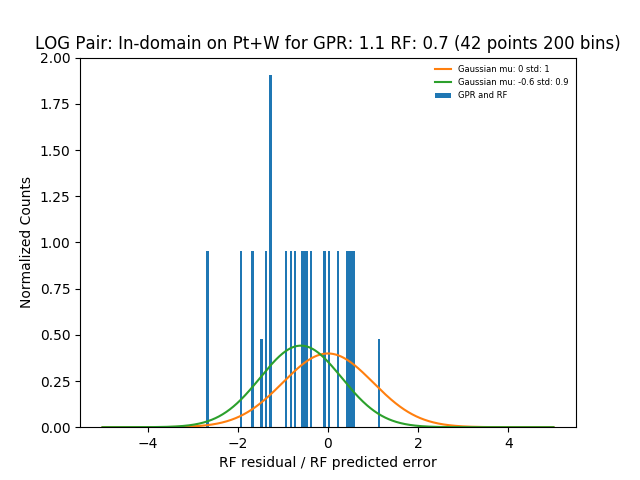 LOG Pair: In-domain on Pt+W for GPR: 1.1 RF: 0.7 (42 points 200 bins)
Gaussian mu: 0 std: 1
Gaussian mu: -0.6 std: 0.9
GPR and RF
2.00
1.75
1.50
1.25
1.00
0.75
0.50
0.25
0.00
Normalized Counts
−4
−2
0
2
4
RF residual / RF predicted error